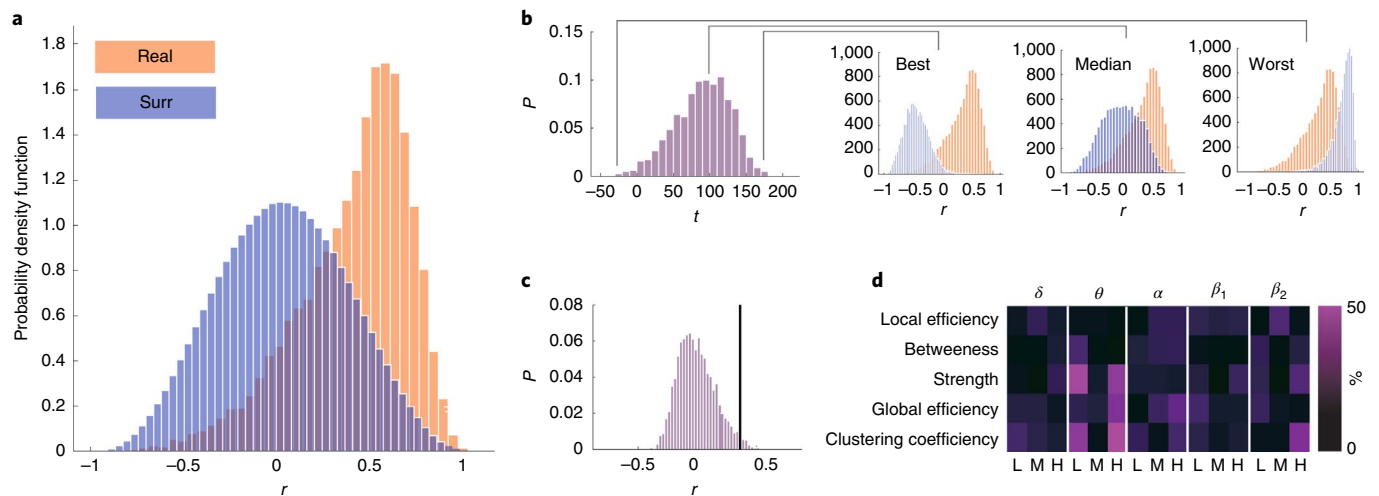 a
1.8
1.6
1.4
1.2
1.0
0.8
0.6
0.4
0.2
0
Probability density function
Real
Surr
–1
–0.5
0
0.5
1
r
b
0.15
0.1
0.05
0
P
–50
0
50
100
150
200
t
Best
1,000
800
600
400
200
0
–1
–0.5
0
0.5
1
r
Median
1,000
800
600
400
200
0
–1
–0.5
0
0.5
1
r
Worst
1,000
800
600
400
200
0
–1
–0.5
0
0.5
1
r
c
0.08
0.06
0.04
0.02
0
P
–0.5
0
0.5
r
d
δ θ α β1 β2
Local efficiency
Betweeness
Strength
Global efficiency
Clustering coefficiency
L M H L M H L M H L M H L M H
50
%
0